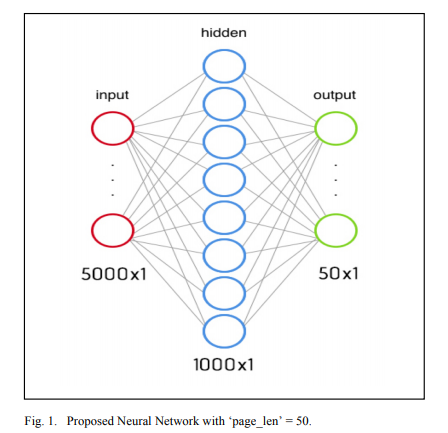 hidden
input
output
5000x1
50x1
1000x1
Fig. 1. Proposed Neural Network with ‘page_len’ = 50.